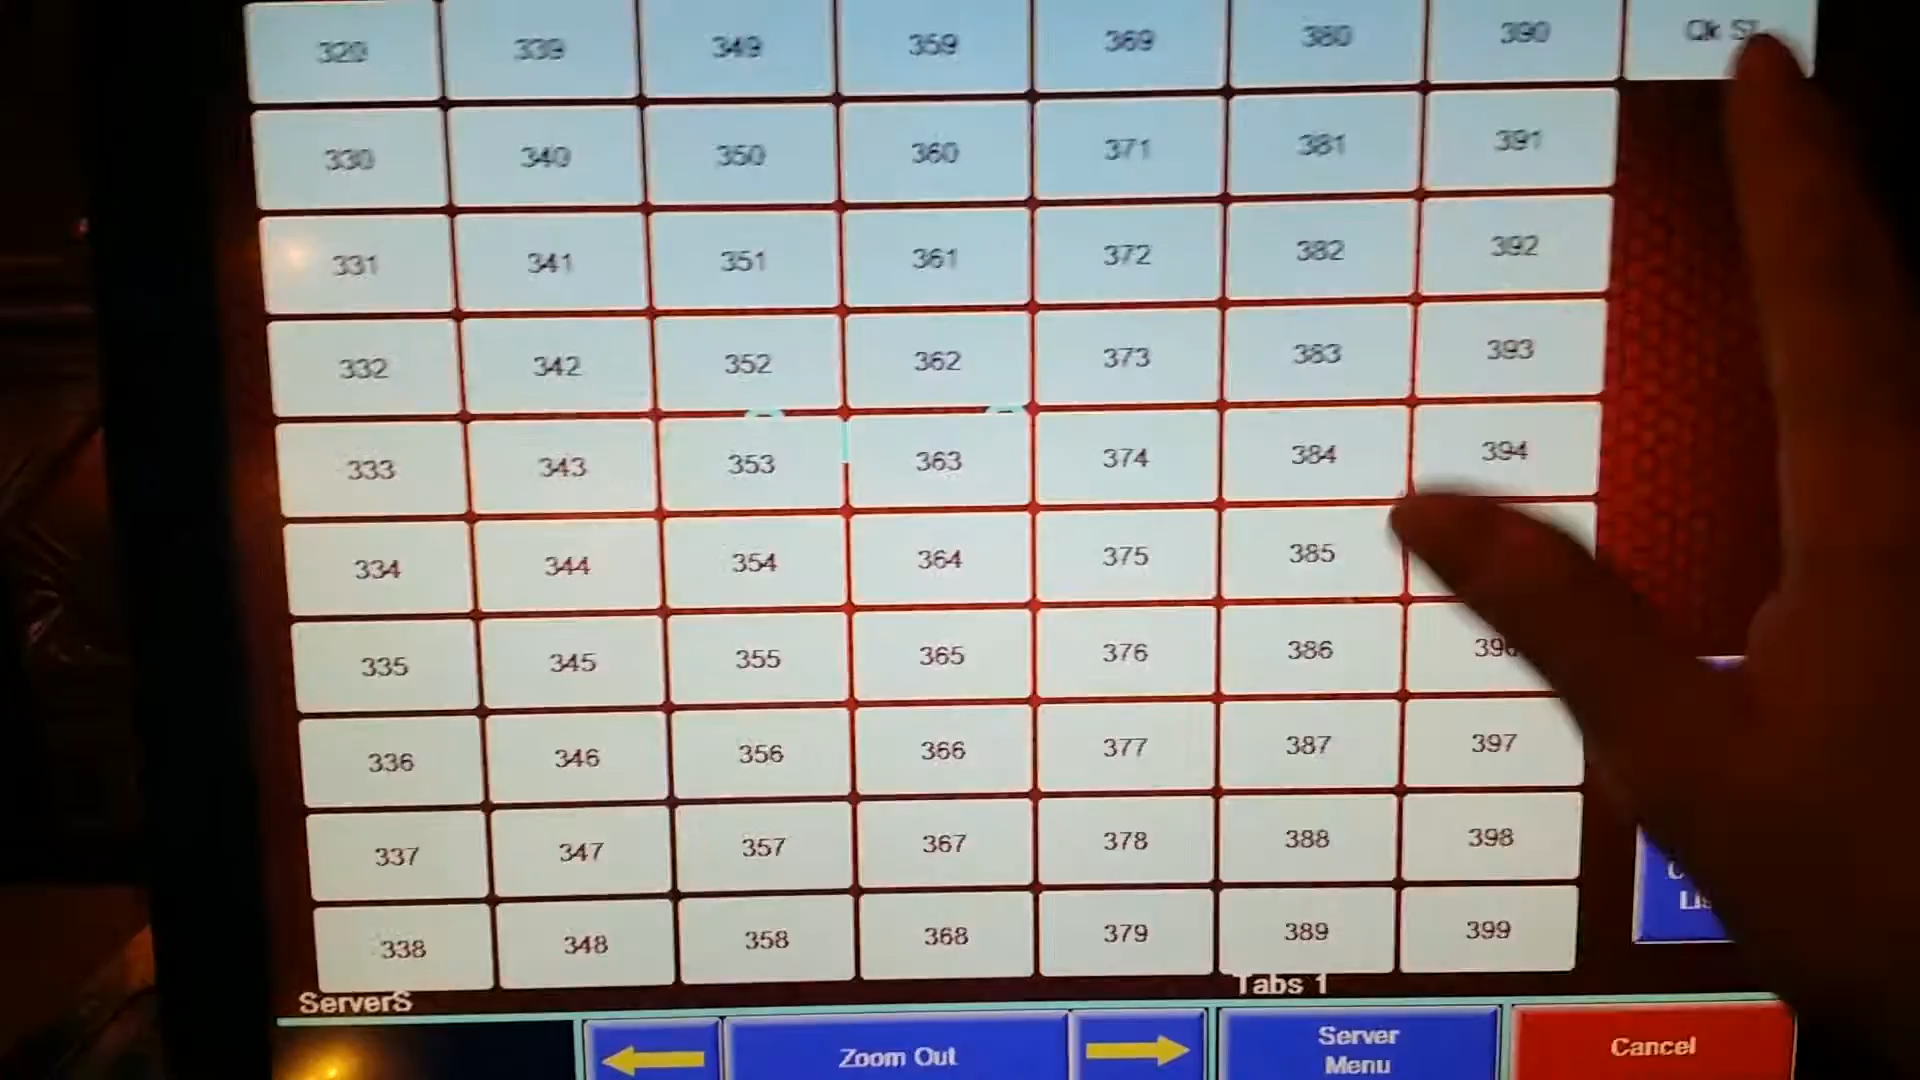 320 339 349 359 369 380 390 Qk
330 340 350 360 371 381 391
331 341 351 361 372 382 392
332 342 352 362 373 383 393
333 343 353 363 374 384 394
334 344 354 364 375 385
335 345 355 365 376 386
336 346 356 366 377 387 397
337 347 357 367 378 388 398
338 348 358 368 379 389 399
ServerS
Tabs 1
Zoom Out
Server
Menu
Cancel